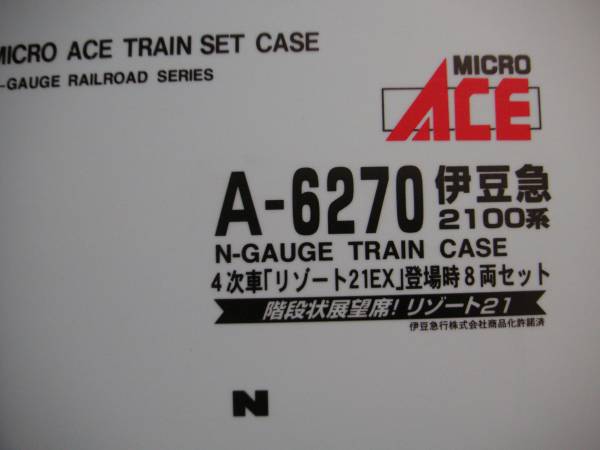 MICRO ACE TRAIN SET CASE
-GAUGE RAILROAD SERIES
MICRO
ACE
A-6270 伊豆急
2100系
N-GAUGE TRAIN CASE
4次車「リゾート21EX」登場時8両セット
階段状展望席!リゾート21
伊豆急行株式会社商品化許諾済
N